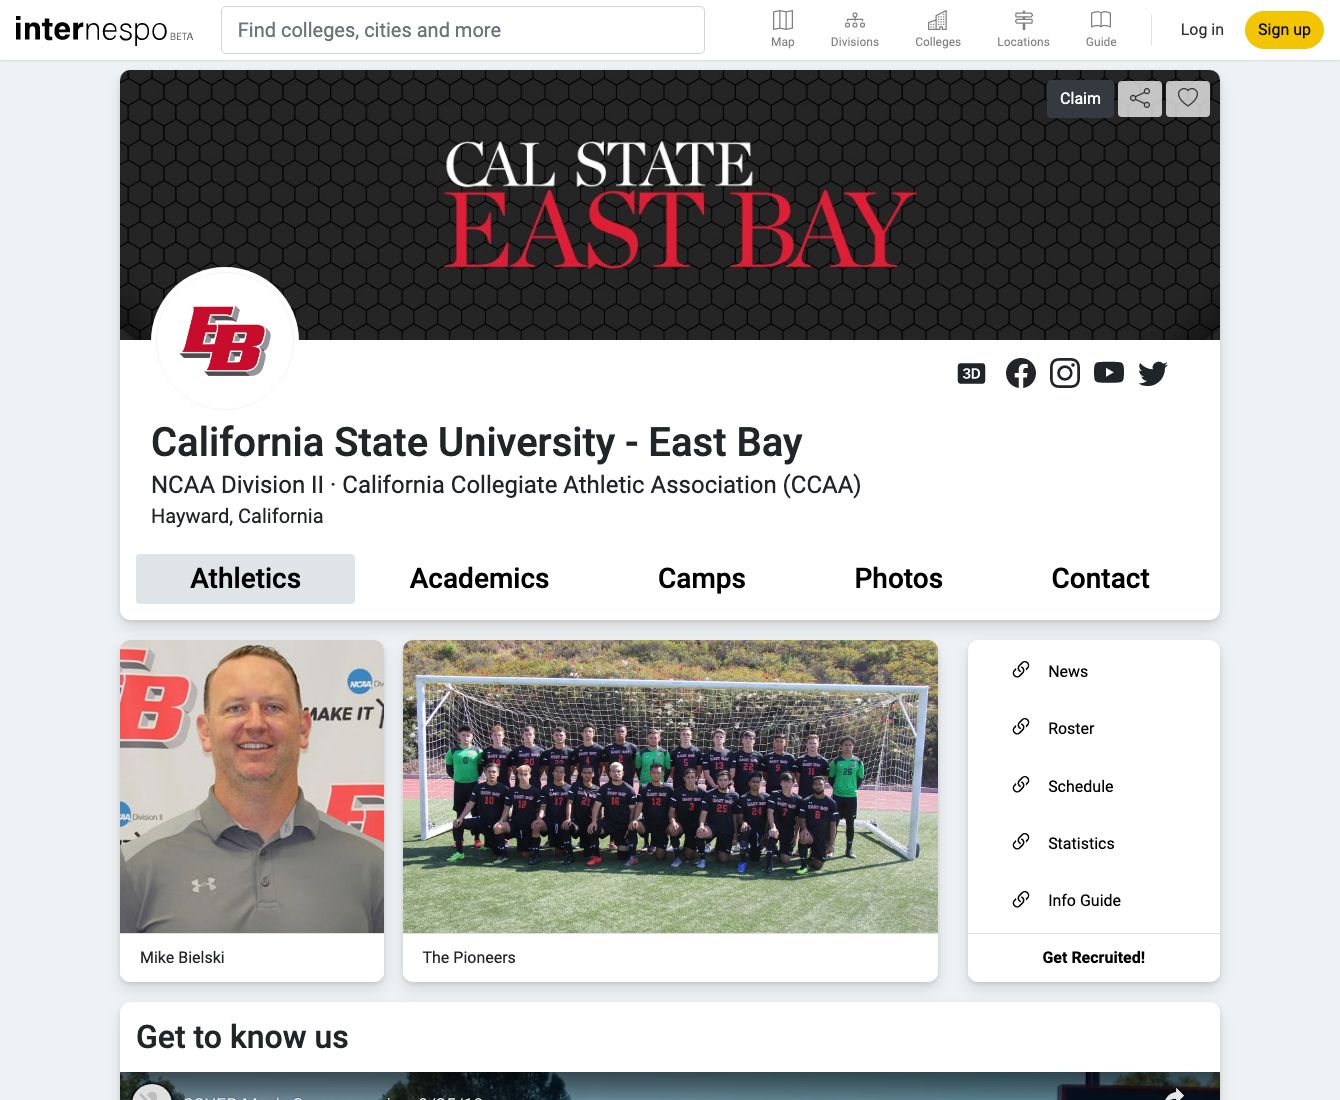 internespo BETA
Find colleges, cities and more
Map
Divisions
Colleges
Locations
Guide
Log in
Sign up
Claim
CAL STATE
EAST BAY
EB
3D
California State University - East Bay
NCAA Division II · California Collegiate Athletic Association (CCAA)
Hayward, California
Athletics
Academics
Camps
Photos
Contact
NCAA
MAKE IT
Division II
Mike Bielski
The Pioneers
News
Roster
Schedule
Statistics
Info Guide
Get Recruited!
Get to know us